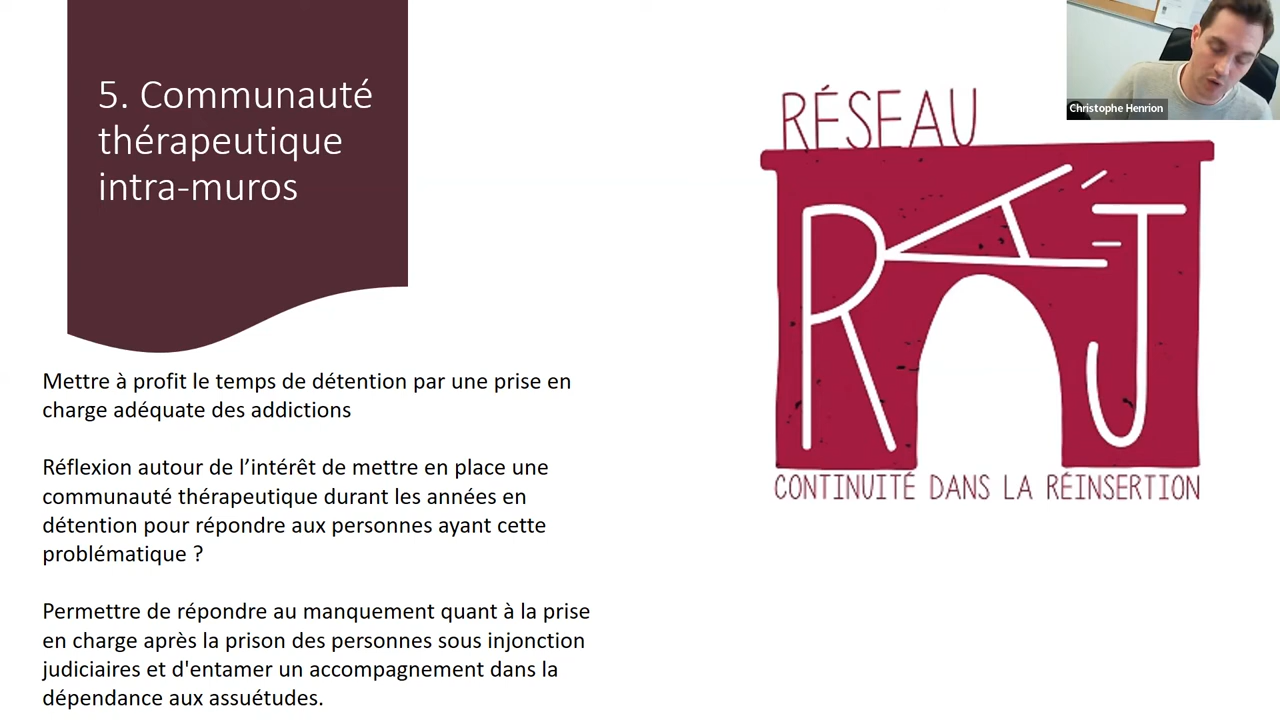 5. Communauté
thérapeutique
intra-muros
Mettre à profit le temps de détention par une prise en
charge adéquate des addictions
Réflexion autour de l’intérêt de mettre en place une
communauté thérapeutique durant les années en
détention pour répondre aux personnes ayant cette
problématique ?
Permettre de répondre au manquement quant à la prise
en charge après la prison des personnes sous injonction
judiciaires et d'entamer un accompagnement dans la
dépendance aux assuétudes.
RÉSEAU
RAJ
CONTINUITÉ DANS LA RÉINSERTION
Christophe Henrion